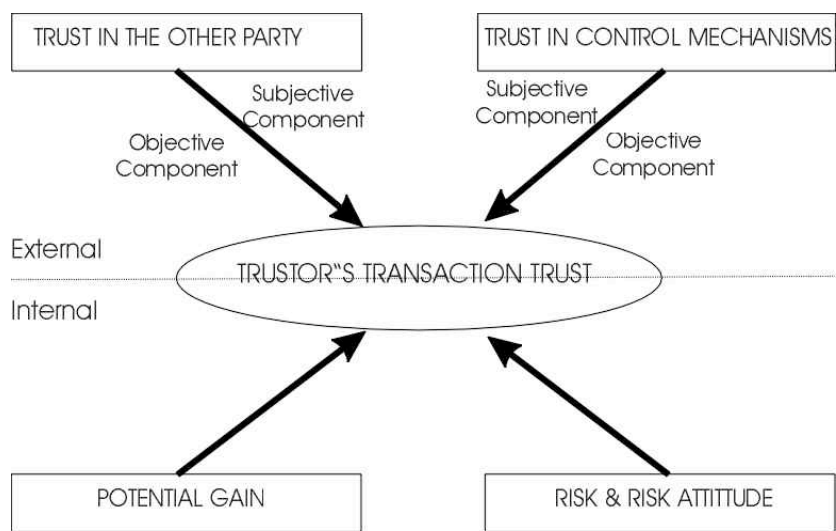 TRUST IN THE OTHER PARTY
TRUST IN CONTROL MECHANISMS
Subjective
Component
Objective
Component
Subjective
Component
Objective
Component
External
TRUSTOR"S TRANSACTION TRUST
Internal
POTENTIAL GAIN
RISK & RISK ATTITTUDE